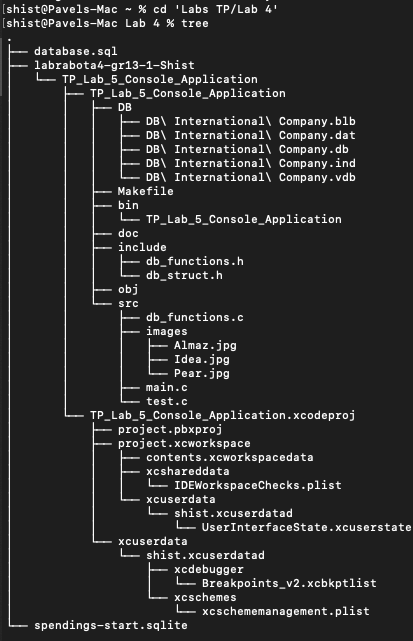 [shist@Pavels-Mac ~ % cd 'Labs TP/Lab 4'
[shist@Pavels-Mac Lab 4 % tree
.
├── database.sql
├── labrabota4-gr13-1-Shist
│   └── TP_Lab_5_Console_Application
│       ├── TP_Lab_5_Console_Application
│       │   ├── DB
│       │   │   ├── DB\ International\ Company.blb
│       │   │   ├── DB\ International\ Company.dat
│       │   │   ├── DB\ International\ Company.db
│       │   │   ├── DB\ International\ Company.ind
│       │   │   └── DB\ International\ Company.vdb
│       │   ├── Makefile
│       │   ├── bin
│       │   │   └── TP_Lab_5_Console_Application
│       │   ├── doc
│       │   ├── include
│       │   │   ├── db_functions.h
│       │   │   └── db_struct.h
│       │   ├── obj
│       │   └── src
│       │       ├── db_functions.c
│       │       ├── images
│       │       │   ├── Almaz.jpg
│       │       │   ├── Idea.jpg
│       │       │   └── Pear.jpg
│       │       ├── main.c
│       │       └── test.c
│       └── TP_Lab_5_Console_Application.xcodeproj
│           ├── project.pbxproj
│           ├── project.xcworkspace
│           │   ├── contents.xcworkspacedata
│           │   ├── xcshareddata
│           │   │   └── IDEWorkspaceChecks.plist
│           │   └── xcuserdata
│           │       └── shist.xcuserdatad
│           │           └── UserInterfaceState.xcuserstate
│           └── xcuserdata
│               └── shist.xcuserdatad
│                   ├── xcdebugger
│                   │   └── Breakpoints_v2.xcbkptlist
│                   └── xcschemes
│                       └── xcschememanagement.plist
└── spendings-start.sqlite